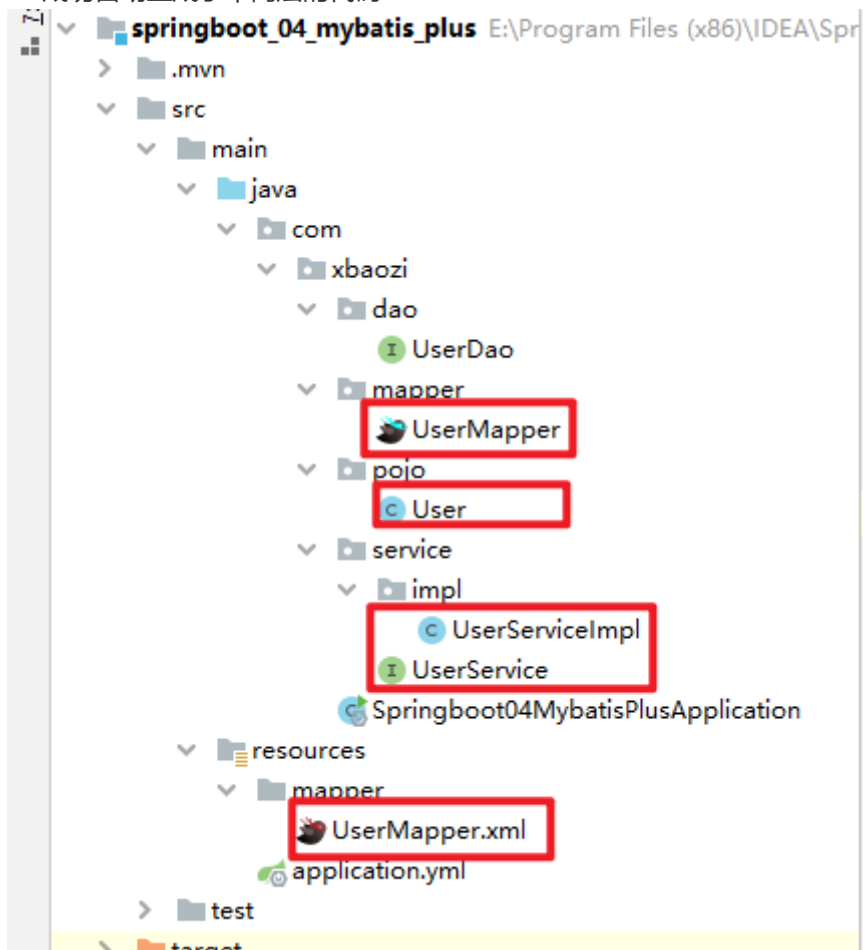 springboot_04_mybatis_plus E:\Program Files (x86)\IDEA\Spr
.mvn
src
main
java
com
xbaozi
dao
UserDao
mapper
UserMapper
pojo
User
service
impl
UserServiceImpl
UserService
Springboot04MybatisPlusApplication
resources
mapper
UserMapper.xml
application.yml
test
target